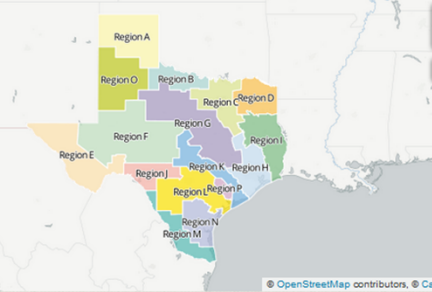 Region A
Region O
Region B
Region C
Region D
Region G
Region F
Region I
Region E
Region K
Region H
Region J
Region L
Region P
Region N
Region M
© OpenStreetMap contributors, © Ca